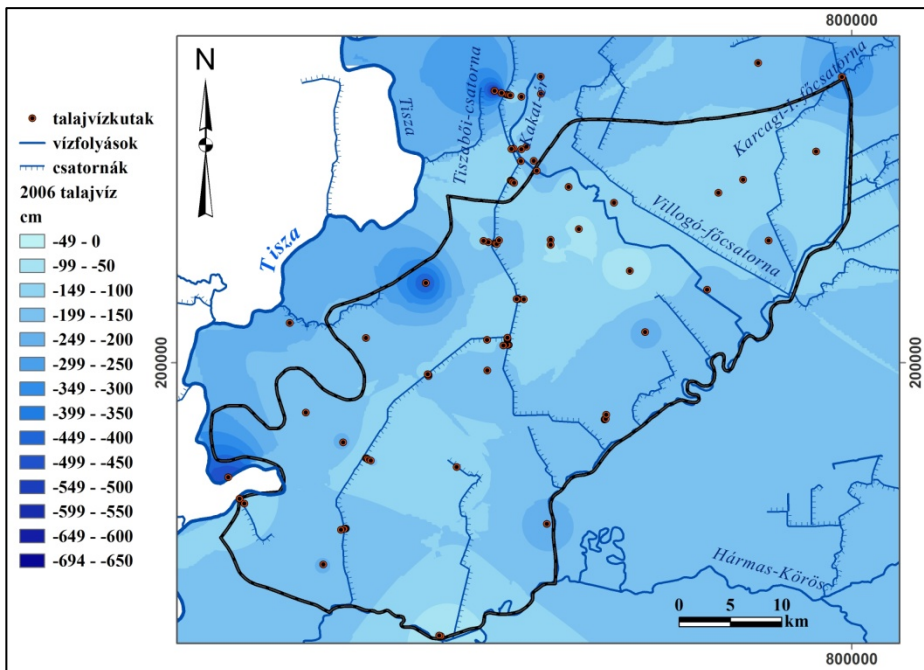 800000
N
talajvízkutak
vízfolyások
csatornák
2006 talajvíz
cm
-49 - 0
-99 - -50
-149 - -100
-199 - -150
-249 - -200
-299 - -250
-349 - -300
-399 - -350
-449 - -400
-499 - -450
-549 - -500
-599 - -550
-649 - -600
-694 - -650
Tisza
Tisza
Tiszabői-csatorna
Kakat-ér
Karcagi-I.-főcsatorna
Villogó-főcsatorna
Hármas-Körös
200000
200000
0 5 10
km
800000